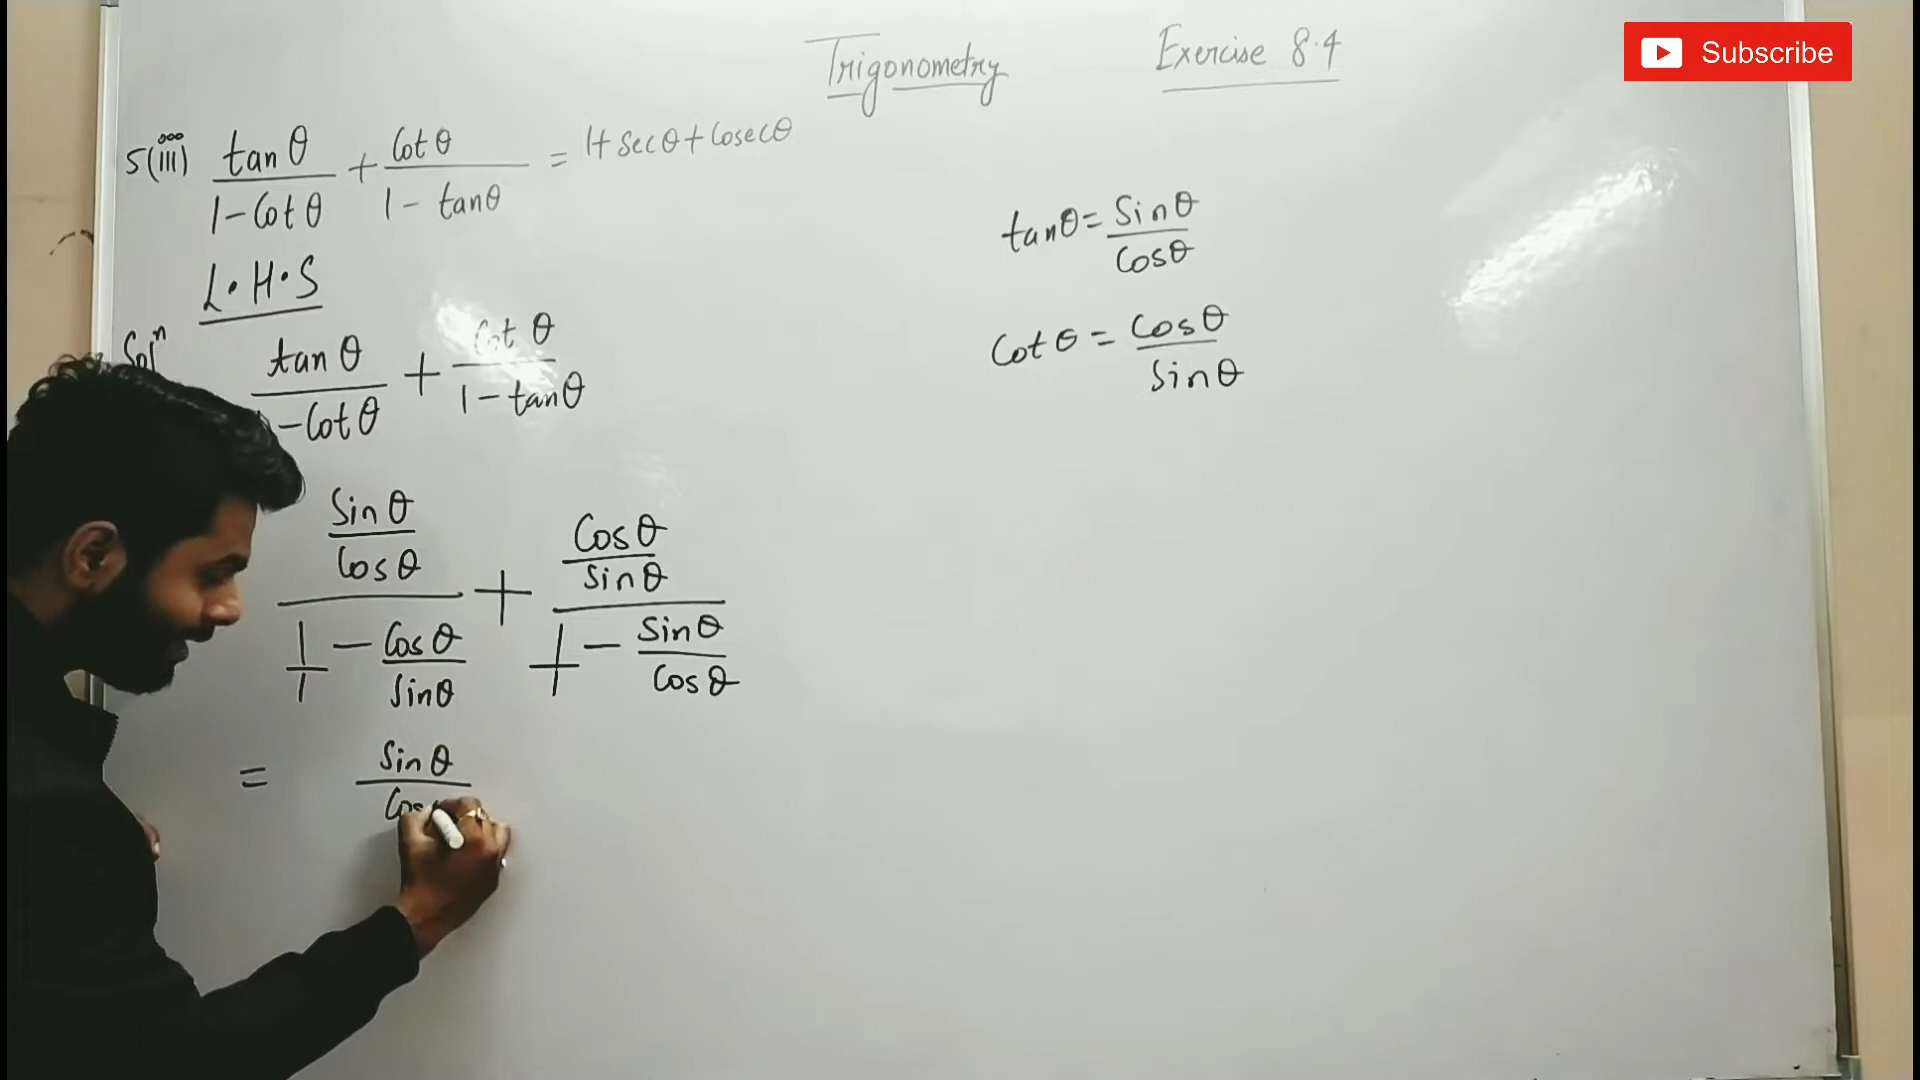 Subscribe
Trigonometry Exercise 8.4
5(iii) tanθ/1-Cotθ + Cotθ/1-tanθ = 1+Secθ+Cosecθ
L.H.S
Solⁿ
tanθ/-Cotθ + Cotθ/1-tanθ
tanθ = Sinθ/Cosθ
Cotθ = Cosθ/Sinθ
Sinθ/Cosθ + Cosθ/Sinθ
1/1 - Cosθ/Sinθ 1/1 - Sinθ/Cosθ
= Sinθ/Cos